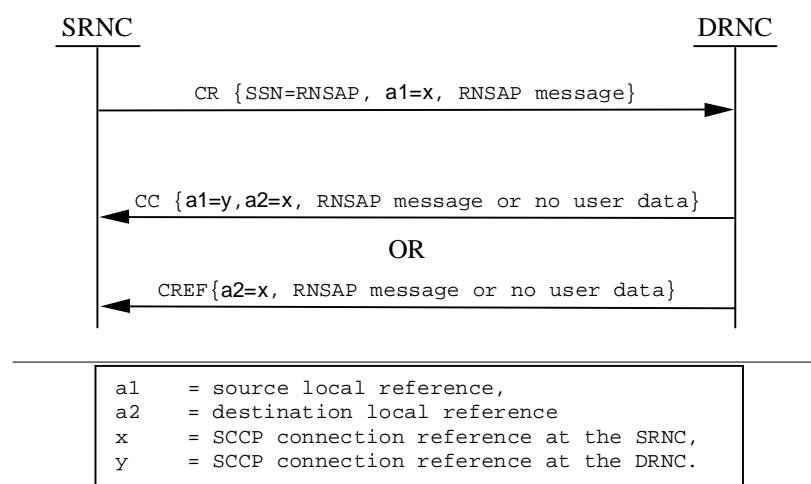 SRNC DRNC
CR {SSN=RNSAP, a1=x, RNSAP message}
CC {a1=y,a2=x, RNSAP message or no user data}
OR
CREF{a2=x, RNSAP message or no user data}
a1 = source local reference,
a2 = destination local reference
x = SCCP connection reference at the SRNC,
y = SCCP connection reference at the DRNC.